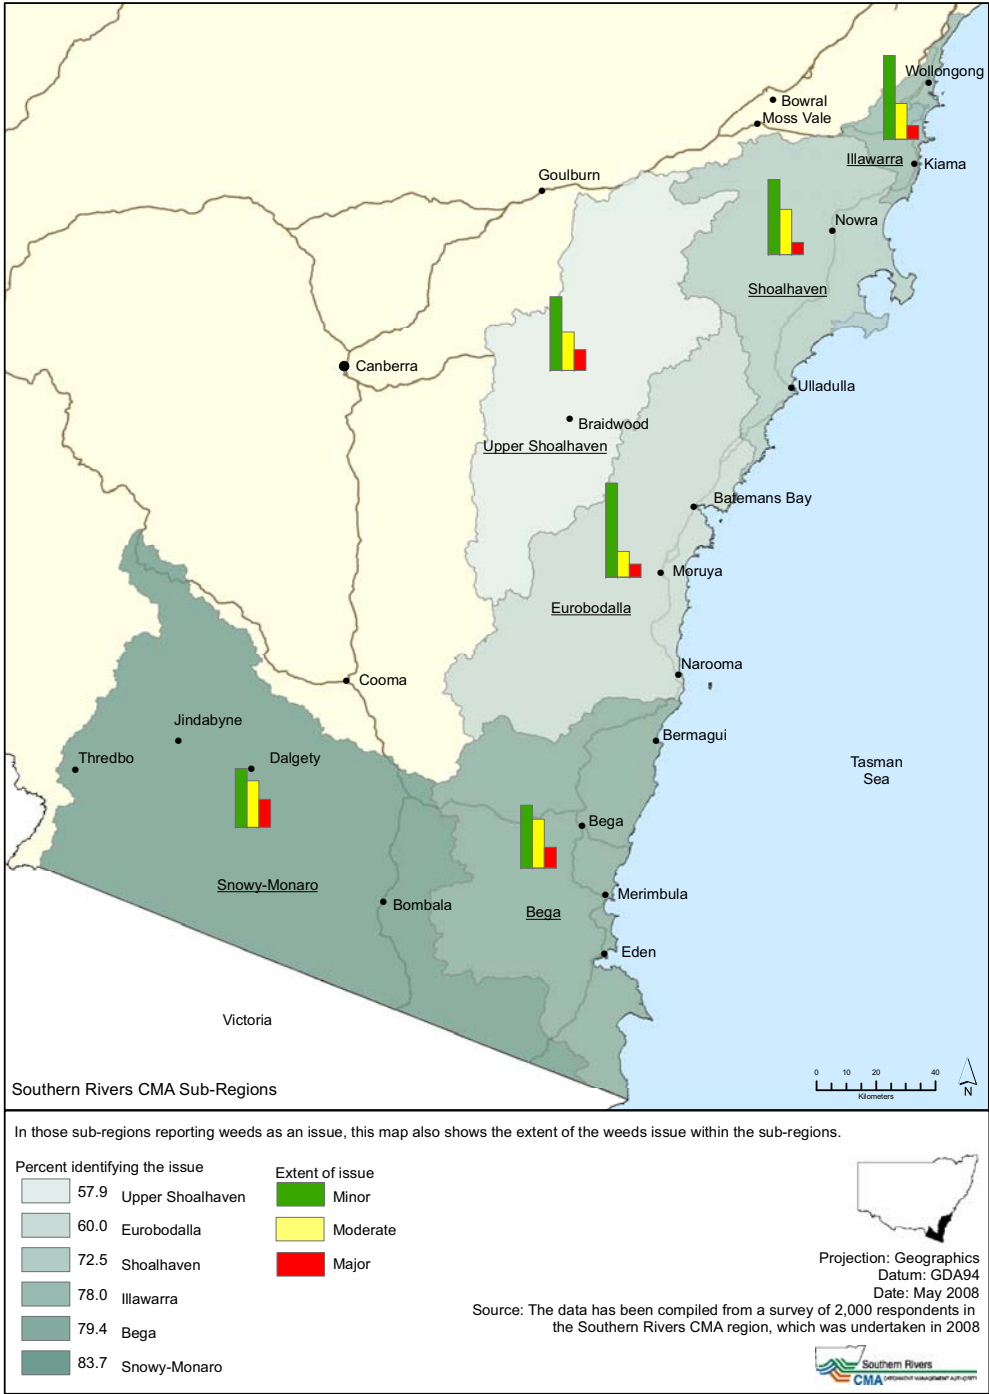 Wollongong
Bowral
Moss Vale
Illawarra
Kiama
Goulburn
Nowra
Shoalhaven
Canberra
Ulladulla
Braidwood
Upper Shoalhaven
Batemans Bay
Moruya
Eurobodalla
Narooma
Cooma
Jindabyne
Bermagui
Thredbo
Dalgety
Tasman
Sea
Bega
Snowy-Monaro
Merimbula
Bombala
Bega
Eden
Victoria
0 10 20 40
Kilometers
N
Southern Rivers CMA Sub-Regions
In those sub-regions reporting weeds as an issue, this map also shows the extent of the weeds issue within the sub-regions.
Percent identifying the issue
57.9 Upper Shoalhaven
60.0 Eurobodalla
72.5 Shoalhaven
78.0 Illawarra
79.4 Bega
83.7 Snowy-Monaro
Extent of issue
Minor
Moderate
Major
Projection: Geographics
Datum: GDA94
Date: May 2008
Source: The data has been compiled from a survey of 2,000 respondents in
the Southern Rivers CMA region, which was undertaken in 2008
Southern Rivers
CMA CATCHMENT MANAGEMENT AUTHORITY